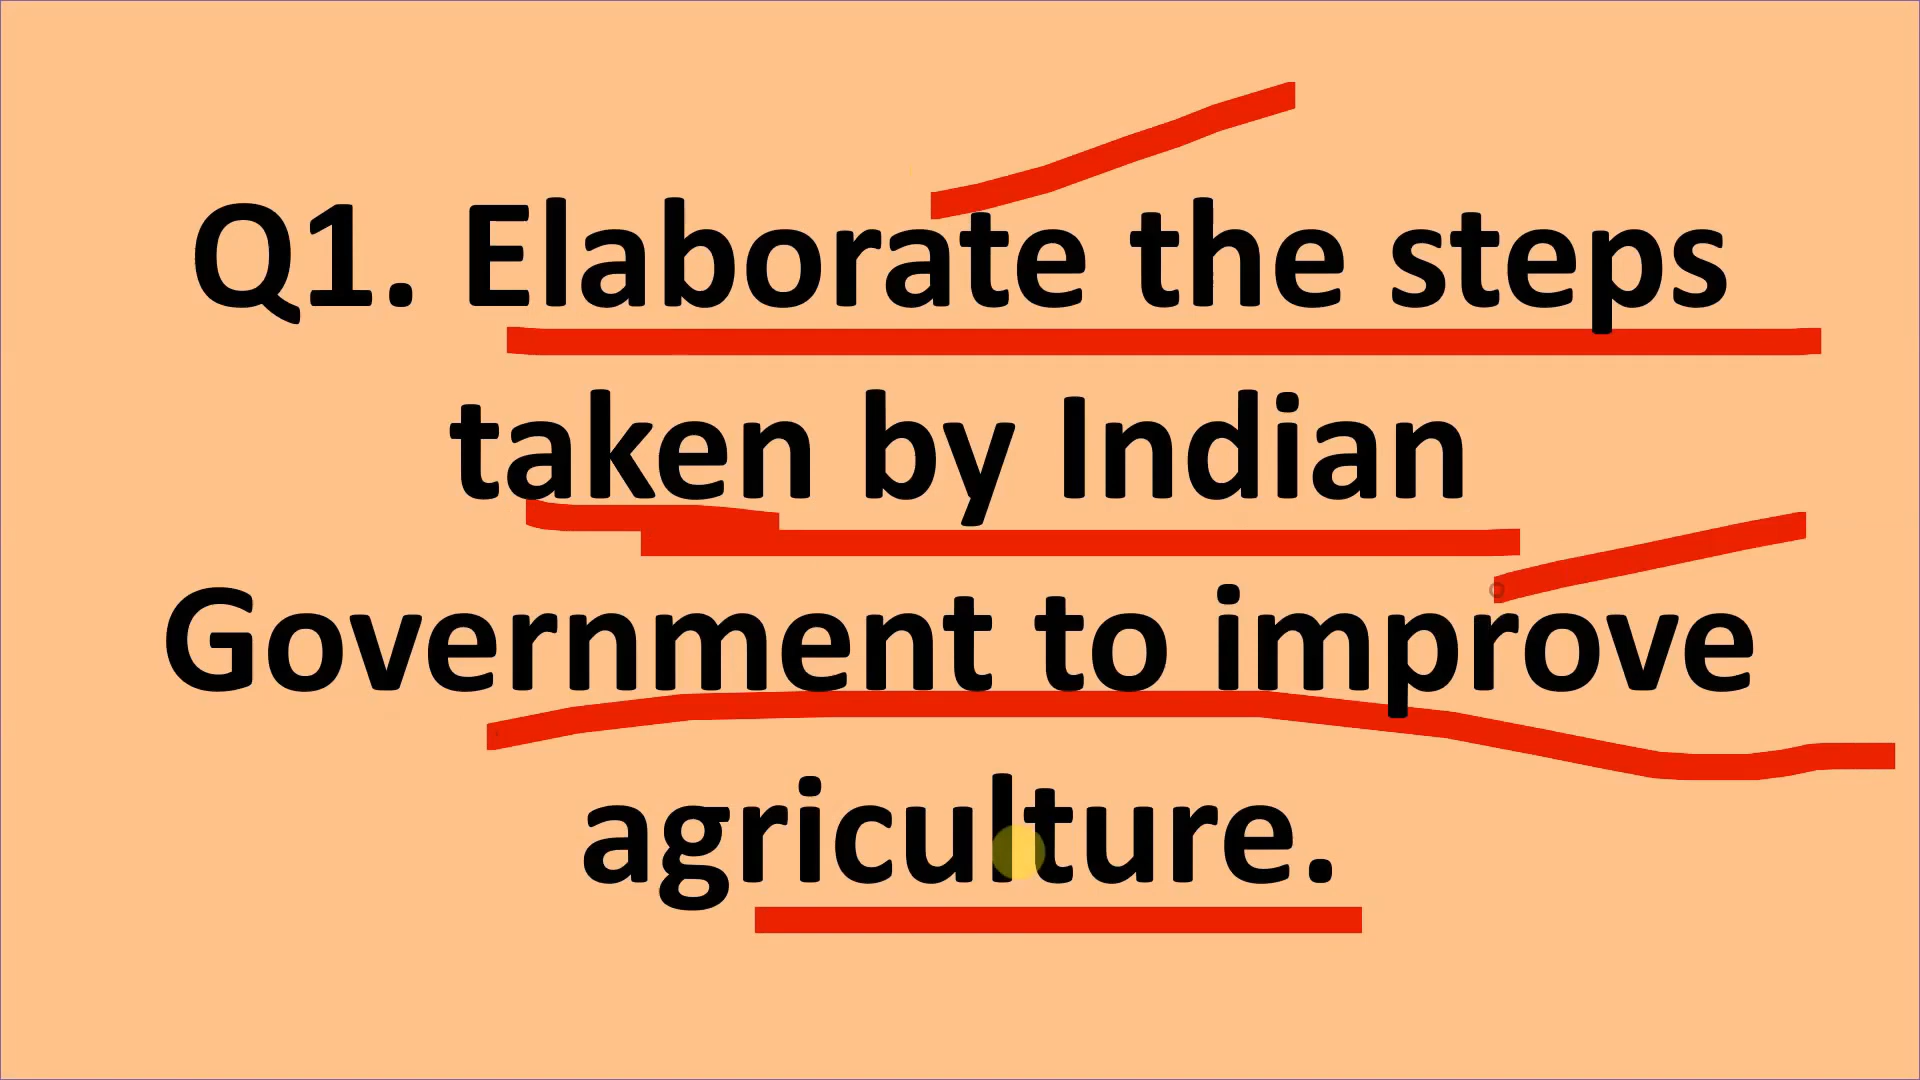 Q1. Elaborate the steps
taken by Indian
Government to improve
agriculture.